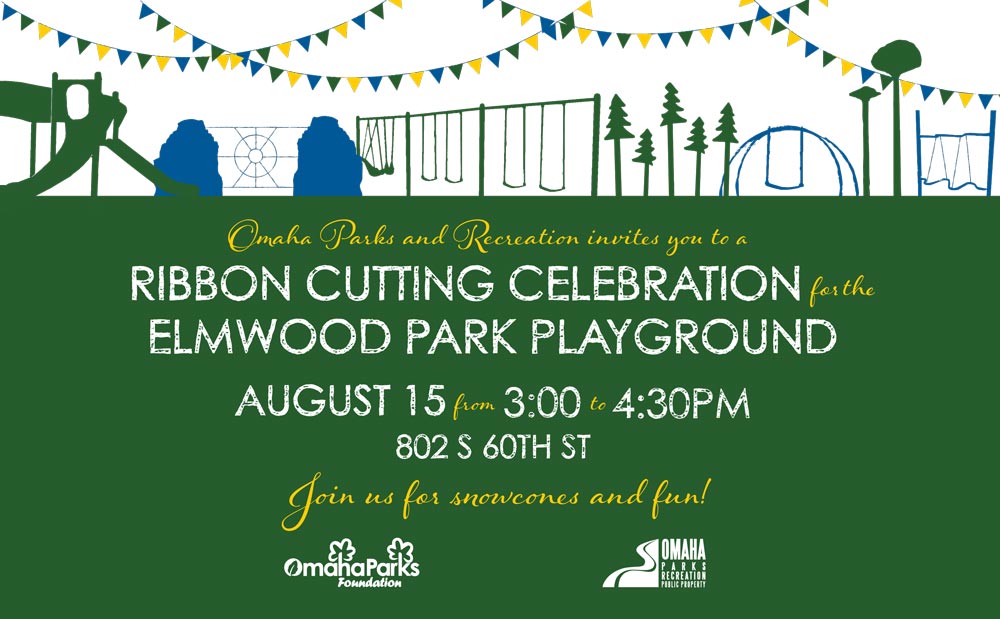 Omaha Parks and Recreation invites you to a
RIBBON CUTTING CELEBRATION for the
ELMWOOD PARK PLAYGROUND
AUGUST 15 from 3:00 to 4:30PM
802 S 60TH ST
Join us for snowcones and fun!
OmahaParks
Foundation
OMAHA
PARKS
RECREATION
PUBLIC PROPERTY